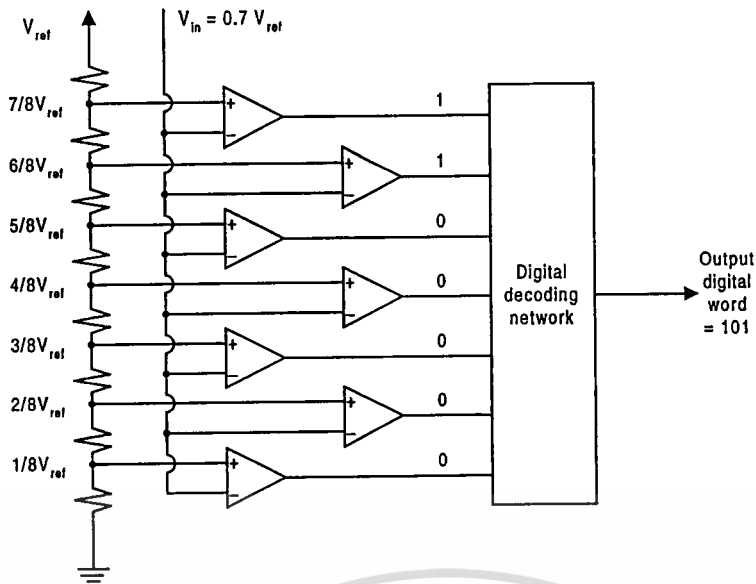 V_ref
V_in = 0.7 V_ref
7/8V_ref
+
−
1
6/8V_ref
+
−
1
5/8V_ref
+
−
0
4/8V_ref
+
−
0
3/8V_ref
+
−
0
2/8V_ref
+
−
0
1/8V_ref
+
−
0
Digital
decoding
network
Output
digital
word
= 101